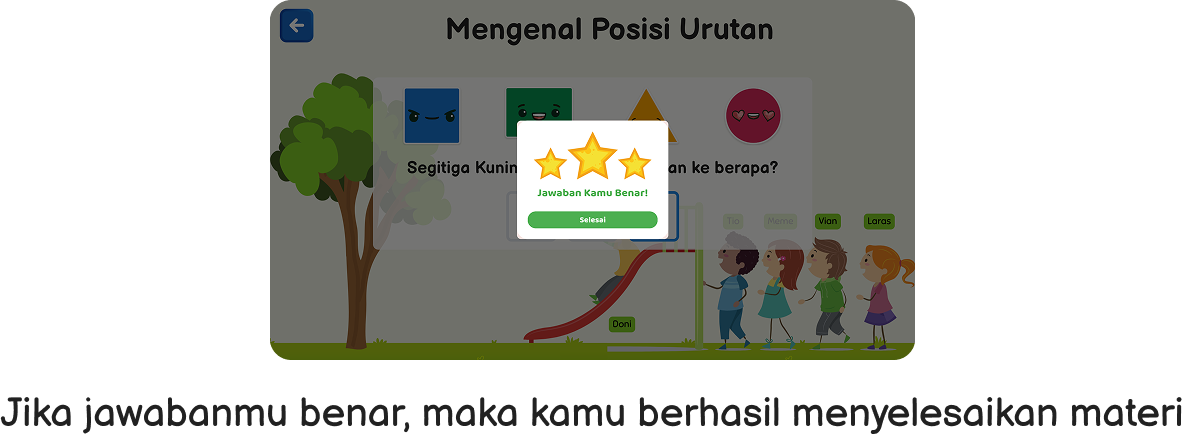 Mengenal Posisi Urutan
Segitiga Kunin an ke berapa?
Jawaban Kamu Benar!
Selesai
Tio Meme Vian Laras
Doni
Jika jawabanmu benar, maka kamu berhasil menyelesaikan materi